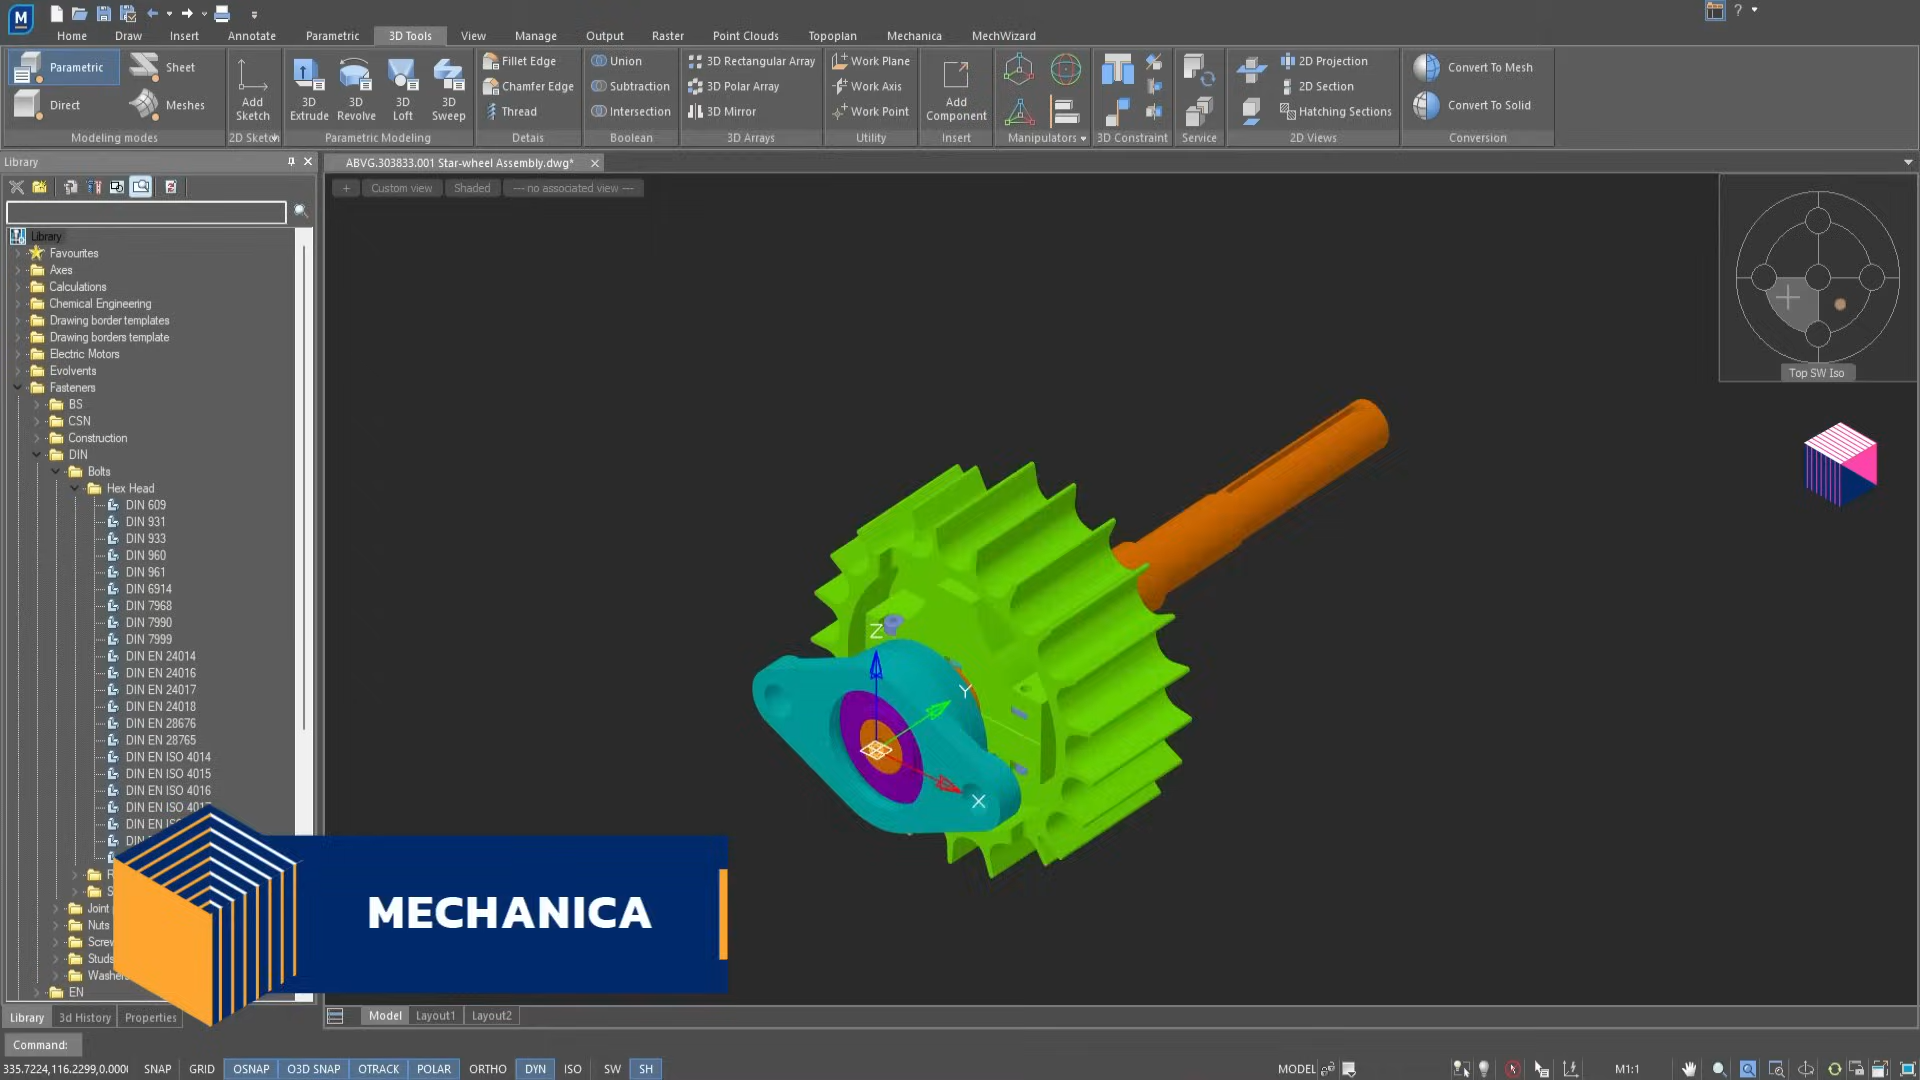 M
?
Home Draw Insert Annotate Parametric 3D Tools View Manage Output Raster Point Clouds Topoplan Mechanica MechWizard
Parametric
Direct
Sheet
Meshes
Modeling modes
Add Sketch
2D Sketch
3D Extrude
3D Revolve
3D Loft
3D Sweep
Parametric Modeling
Fillet Edge
Chamfer Edge
Thread
Detais
Union
Subtraction
Intersection
Boolean
3D Rectangular Array
3D Polar Array
3D Mirror
3D Arrays
Work Plane
Work Axis
Work Point
Utility
Add Component
Insert
Manipulators
3D Constraint
Service
2D Projection
2D Section
Hatching Sections
2D Views
Convert To Mesh
Convert To Solid
Conversion
Library
ABVG.303833.001 Star-wheel Assembly.dwg*
+ Custom view Shaded --- no associated view ---
Top SW Iso
Library
Favourites
Axes
Calculations
Chemical Engineering
Drawing border templates
Drawing borders template
Electric Motors
Evolvents
Fasteners
BS
CSN
Construction
DIN
Bolts
Hex Head
DIN 609
DIN 931
DIN 933
DIN 960
DIN 961
DIN 6914
DIN 7968
DIN 7990
DIN 7999
DIN EN 24014
DIN EN 24016
DIN EN 24017
DIN EN 24018
DIN EN 28676
DIN EN 28765
DIN EN ISO 4014
DIN EN ISO 4015
DIN EN ISO 4016
DIN EN ISO
DIN EN
Joint
Nuts
Studs
Washers
EN
Z
Y
X
MECHANICA
Library 3d History Properties
Model Layout1 Layout2
Command:
335.7224,116.2299,0.000 SNAP GRID OSNAP O3D SNAP OTRACK POLAR ORTHO DYN ISO SW SH MODEL M1:1